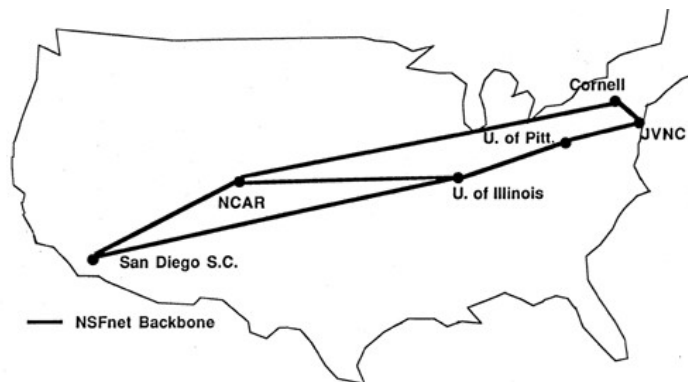 Cornell
U. of Pitt.
JVNC
NCAR
U. of Illinois
San Diego S.C.
NSFnet Backbone